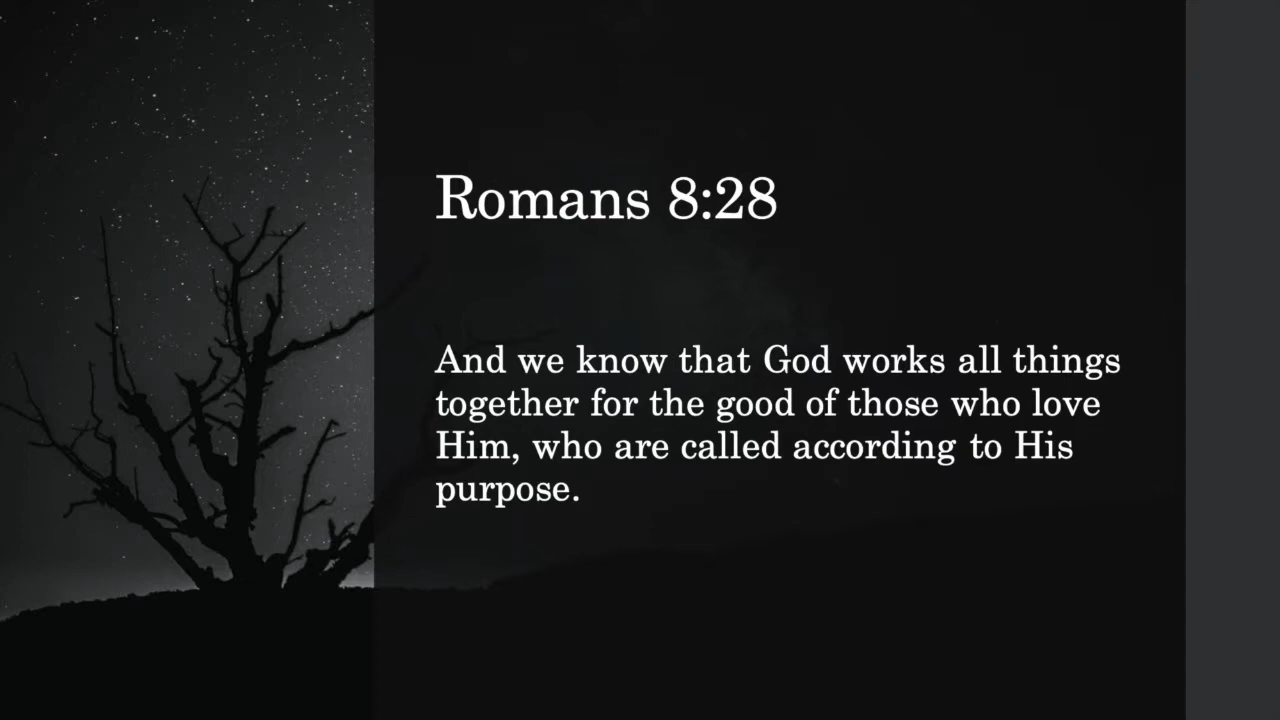 Romans 8:28
And we know that God works all things
together for the good of those who love
Him, who are called according to His
purpose.